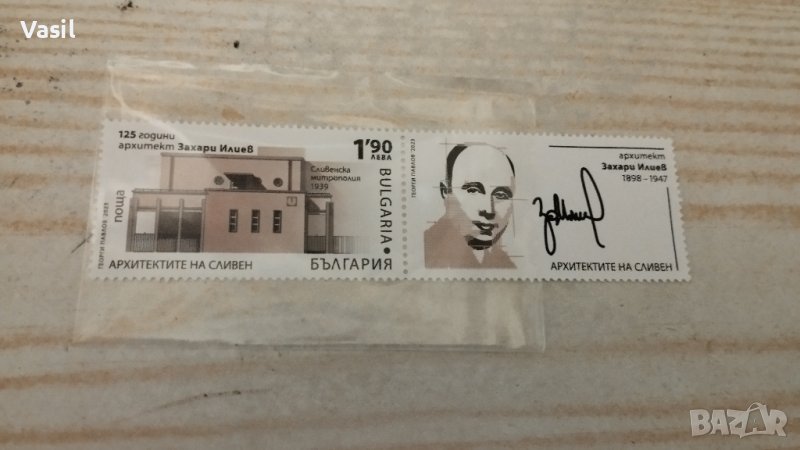 Vasil
125 години
архитект Захари Илиев
1'90
ЛЕВА
Сливенска
митрополия
1939
поща
BULGARIA
ГЕОРГИ ПАВЛОВ 2023
АРХИТЕКТИТЕ НА СЛИВЕН
БЪЛГАРИЯ
ГЕОРГИ ПАВЛОВ 2023
архитект
Захари Илиев
1898 - 1947
АРХИТЕКТИТЕ НА СЛИВЕН
BAZAR